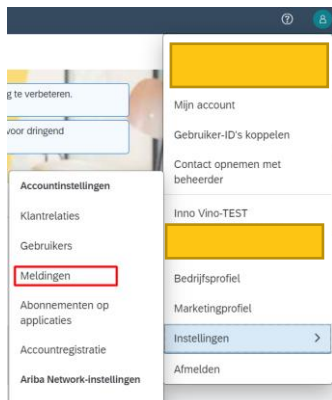 ?
A
g te verbeteren.
voor dringend
Mijn account
Gebruiker-ID's koppelen
Contact opnemen met
beheerder
Inno Vino-TEST
Bedrijfsprofiel
Marketingprofiel
Instellingen
Afmelden
Accountinstellingen
Klantrelaties
Gebruikers
Meldingen
Abonnementen op
applicaties
Accountregistratie
Ariba Network-instellingen